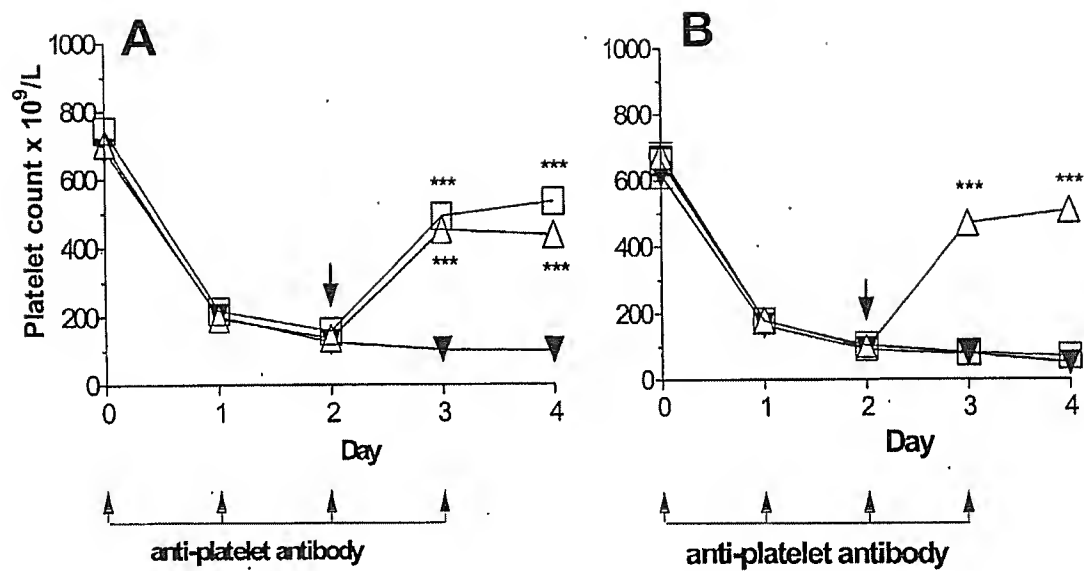 A
Platelet count x 10⁹/L
1000
800
600
400
200
0
***
***
***
***
0 1 2 3 4
Day
anti-platelet antibody
B
1000
800
600
400
200
0
***
***
0 1 2 3 4
Day
anti-platelet antibody